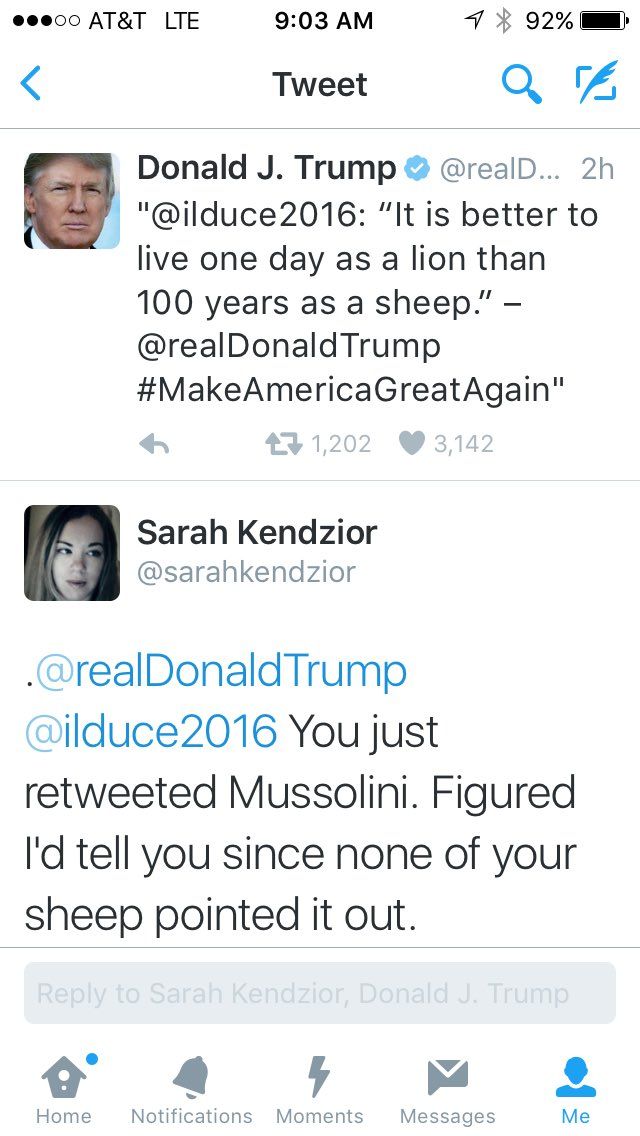 AT&T LTE 9:03 AM 92%
Tweet
Donald J. Trump @realD... 2h
"@ilduce2016: “It is better to
live one day as a lion than
100 years as a sheep.” –
@realDonaldTrump
#MakeAmericaGreatAgain"
1,202 3,142
Sarah Kendzior
@sarahkendzior
.@realDonaldTrump
@ilduce2016 You just
retweeted Mussolini. Figured
I'd tell you since none of your
sheep pointed it out.
Reply to Sarah Kendzior, Donald J. Trump
Home Notifications Moments Messages Me